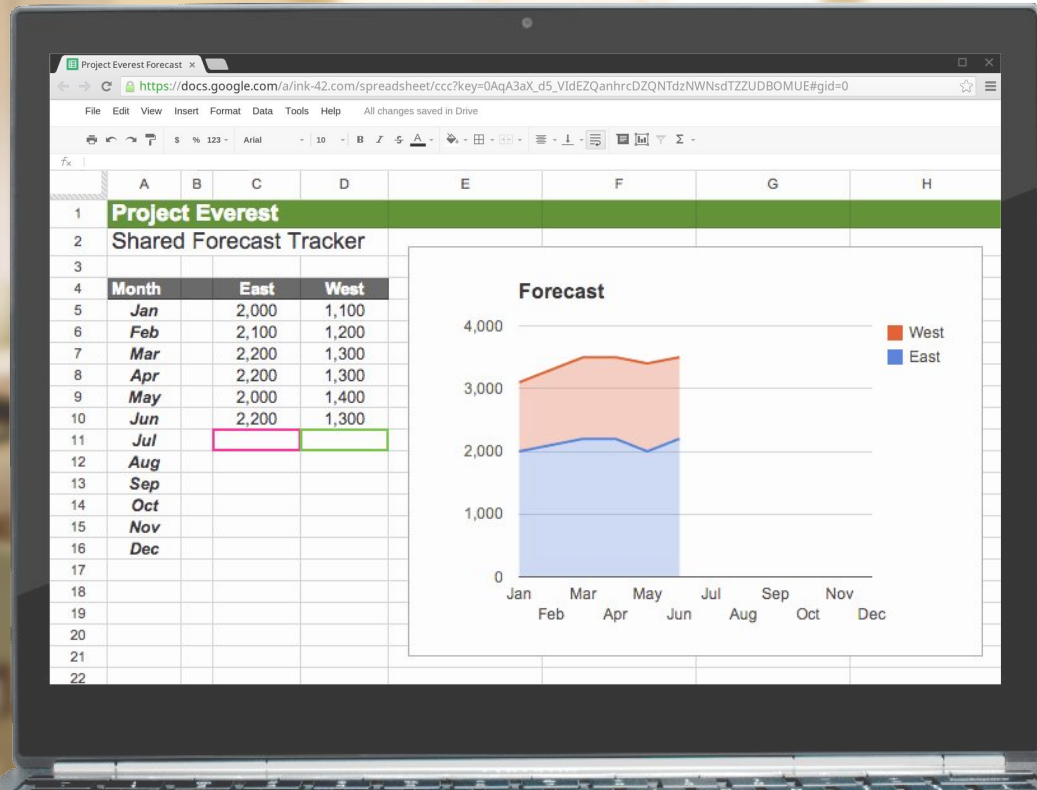 Project Everest Forecast ×
https://docs.google.com/a/ink-42.com/spreadsheet/ccc?key=0AqA3aX_d5_VIdEZQanhrcDZQNTdzNWNsdTZZUDBOMUE#gid=0
File Edit View Insert Format Data Tools Help All changes saved in Drive
$ % 123 Arial 10 B I S A Σ
fx
A B C D E F G H
1 Project Everest
2 Shared Forecast Tracker
3
4 Month East West
5 Jan 2,000 1,100
6 Feb 2,100 1,200
7 Mar 2,200 1,300
8 Apr 2,200 1,300
9 May 2,000 1,400
10 Jun 2,200 1,300
11 Jul
12 Aug
13 Sep
14 Oct
15 Nov
16 Dec
17
18
19
20
21
22
Forecast
4,000
3,000
2,000
1,000
0
West
East
Jan Mar May Jul Sep Nov
Feb Apr Jun Aug Oct Dec